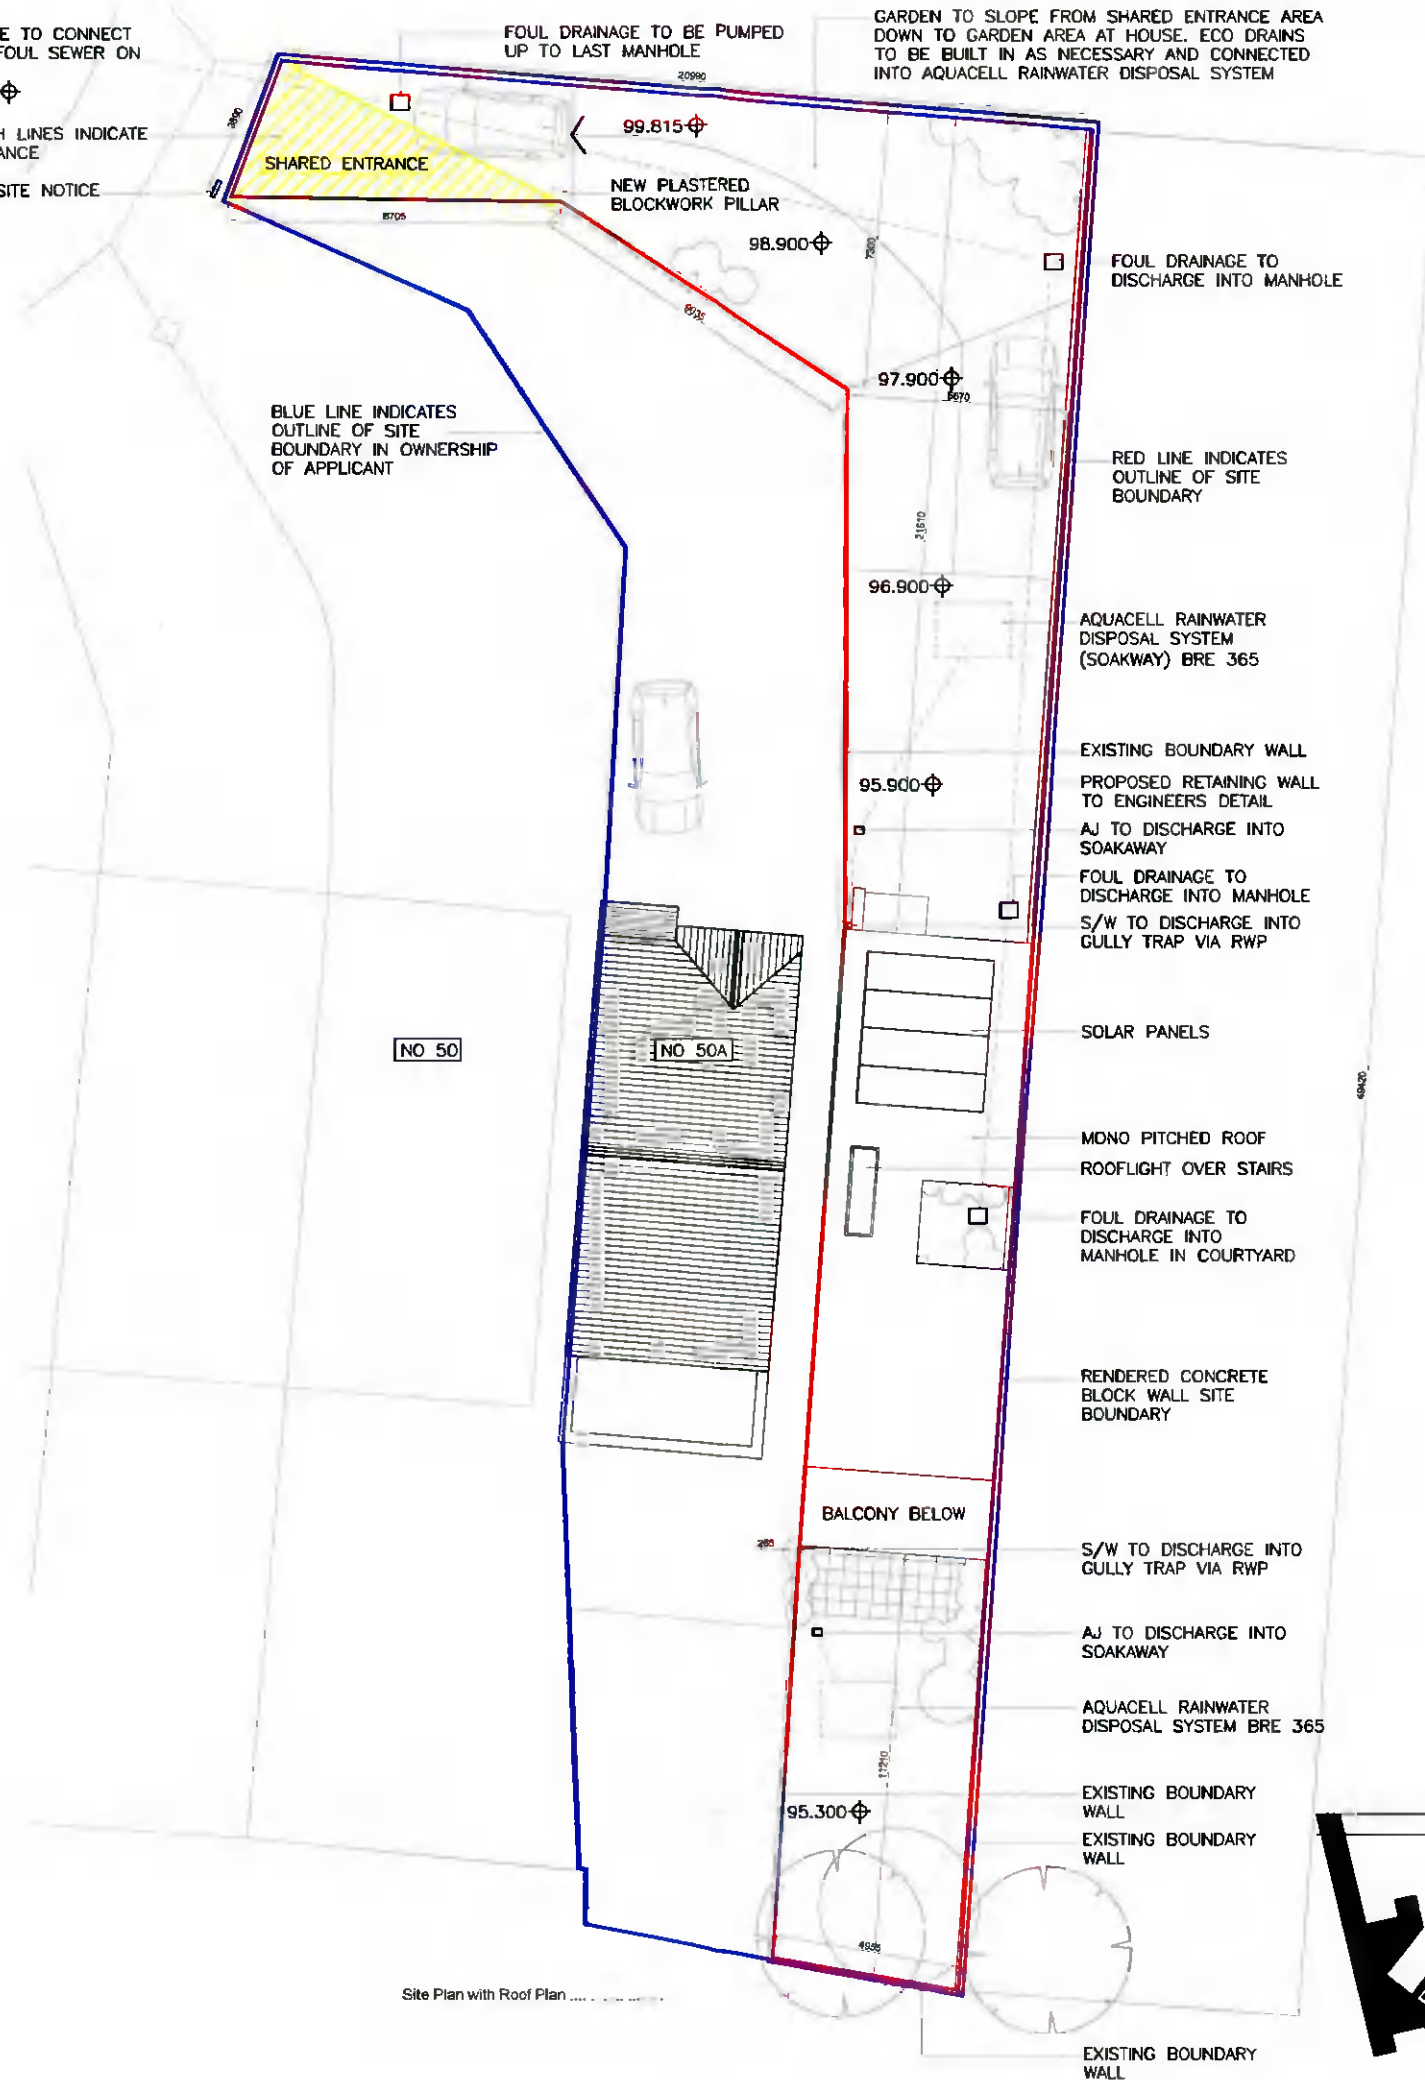 E TO CONNECT
FOUL SEWER ON
H LINES INDICATE
ANCE
SITE NOTICE
FOUL DRAINAGE TO BE PUMPED
UP TO LAST MANHOLE
GARDEN TO SLOPE FROM SHARED ENTRANCE AREA
DOWN TO GARDEN AREA AT HOUSE. ECO DRAINS
TO BE BUILT IN AS NECESSARY AND CONNECTED
INTO AQUACELL RAINWATER DISPOSAL SYSTEM
20990
99.815
SHARED ENTRANCE
NEW PLASTERED
BLOCKWORK PILLAR
8705
98.900
7300
FOUL DRAINAGE TO
DISCHARGE INTO MANHOLE
97.900
BLUE LINE INDICATES
OUTLINE OF SITE
BOUNDARY IN OWNERSHIP
OF APPLICANT
RED LINE INDICATES
OUTLINE OF SITE
BOUNDARY
21610
96.900
AQUACELL RAINWATER
DISPOSAL SYSTEM
(SOAKWAY) BRE 365
EXISTING BOUNDARY WALL
95.900
PROPOSED RETAINING WALL
TO ENGINEERS DETAIL
AJ TO DISCHARGE INTO
SOAKAWAY
FOUL DRAINAGE TO
DISCHARGE INTO MANHOLE
S/W TO DISCHARGE INTO
GULLY TRAP VIA RWP
SOLAR PANELS
NO 50
NO 50A
49420
MONO PITCHED ROOF
ROOFLIGHT OVER STAIRS
FOUL DRAINAGE TO
DISCHARGE INTO
MANHOLE IN COURTYARD
RENDERED CONCRETE
BLOCK WALL SITE
BOUNDARY
BALCONY BELOW
265
S/W TO DISCHARGE INTO
GULLY TRAP VIA RWP
AJ TO DISCHARGE INTO
SOAKAWAY
AQUACELL RAINWATER
DISPOSAL SYSTEM BRE 365
11210
95.300
EXISTING BOUNDARY
WALL
EXISTING BOUNDARY
WALL
4955
Site Plan with Roof Plan
EXISTING BOUNDARY
WALL